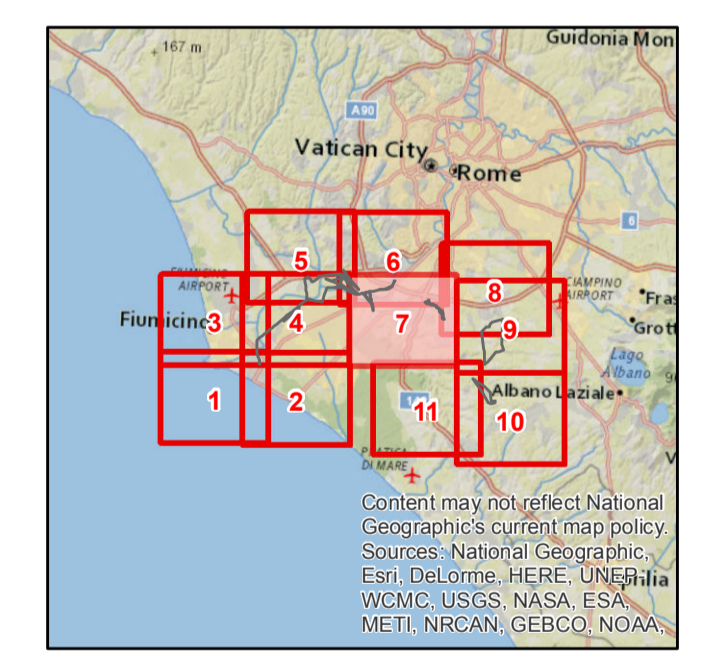 Guidonia Mon
167 m
A90
Vatican City
Rome
6
5
6
FIUMICINO
AIRPORT
8
CIAMPINO
AIRPORT
Fras
Fiumicino
3
4
7
9
Grott
Lago
Albano
1
2
11
Albano Laziale
10
PRATICA
DI MARE
V
Content may not reflect National
Geographic's current map policy.
Sources: National Geographic,
Esri, DeLorme, HERE, UNEP-
WCMC, USGS, NASA, ESA,
METI, NRCAN, GEBCO, NOAA,